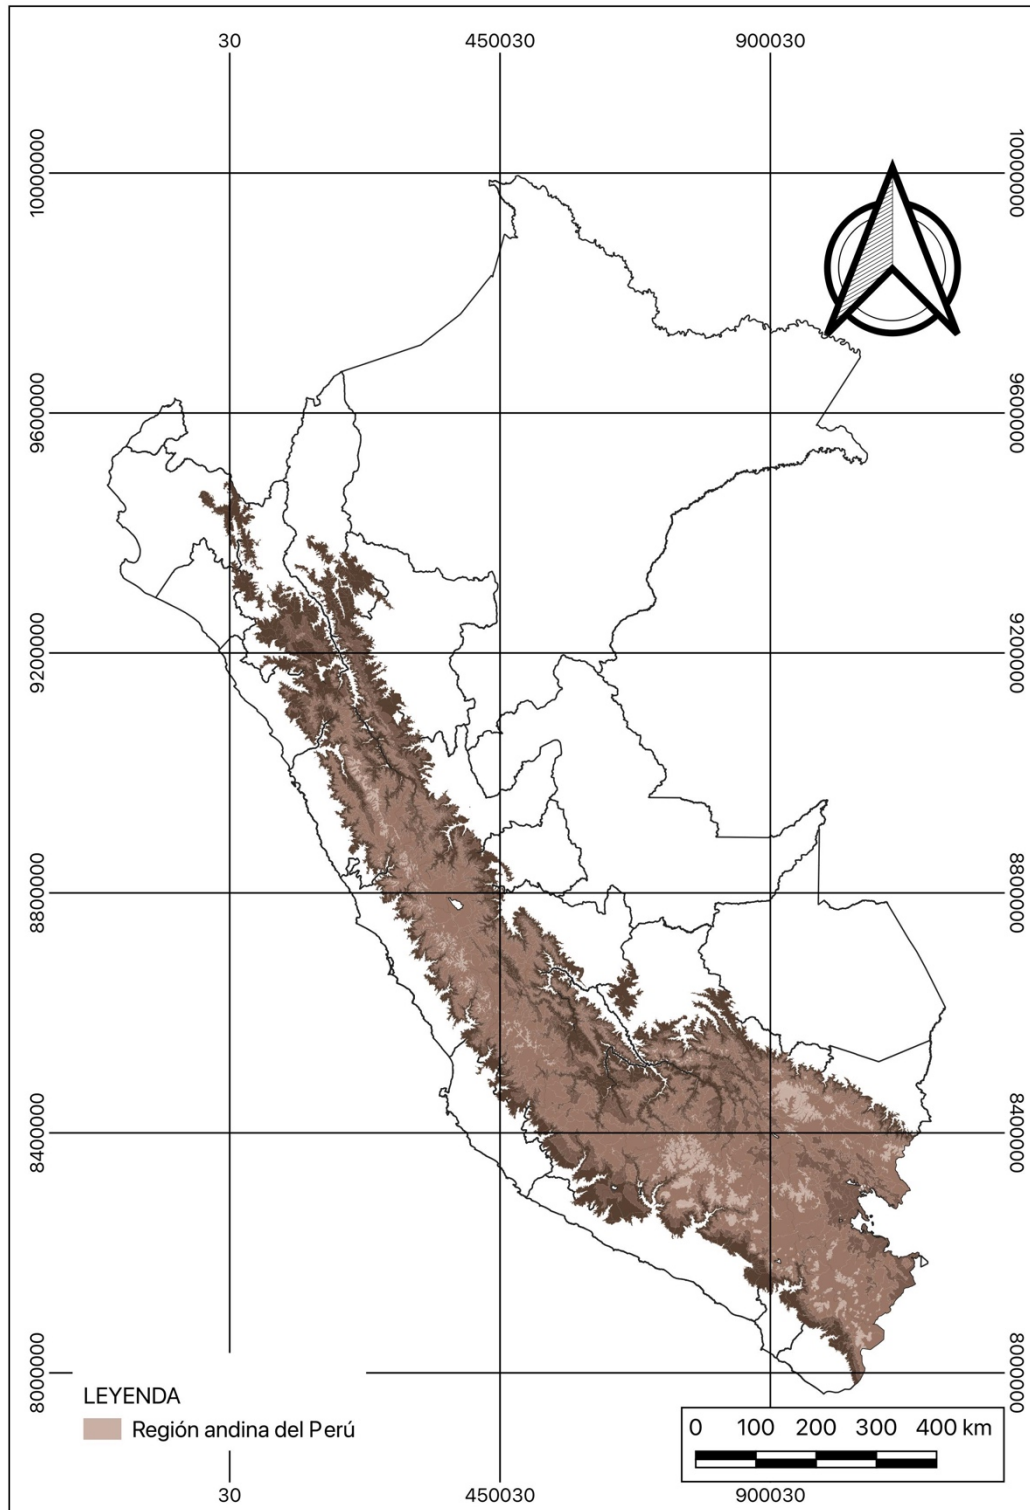 30 450030 900030
10000000 10000000
9600000 9600000
9200000 9200000
8800000 8800000
8400000 8400000
8000000 8000000
LEYENDA
Región andina del Perú
0 100 200 300 400 km
30 450030 900030